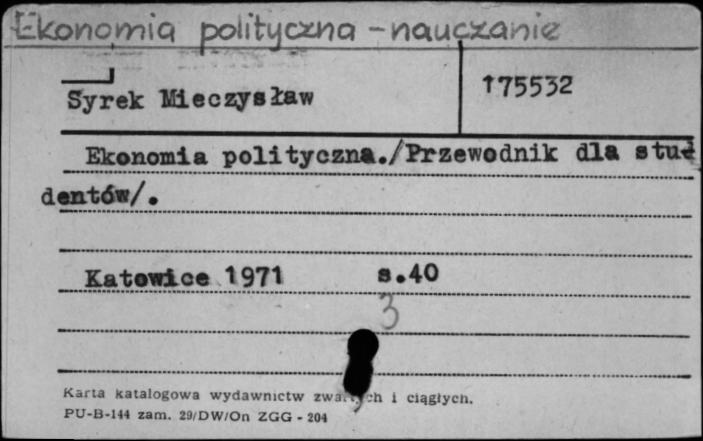 Ekonomia polityczna - nauczanie
Syrek Mieczysław
175532
Ekonomia polityczna./Przewodnik dla stu-
dentów/.
Katowice 1971 s.40
3
Karta katalogowa wydawnictw i ciągłych.
PU-B-144 zam. 29/DW/On ZGG - 204